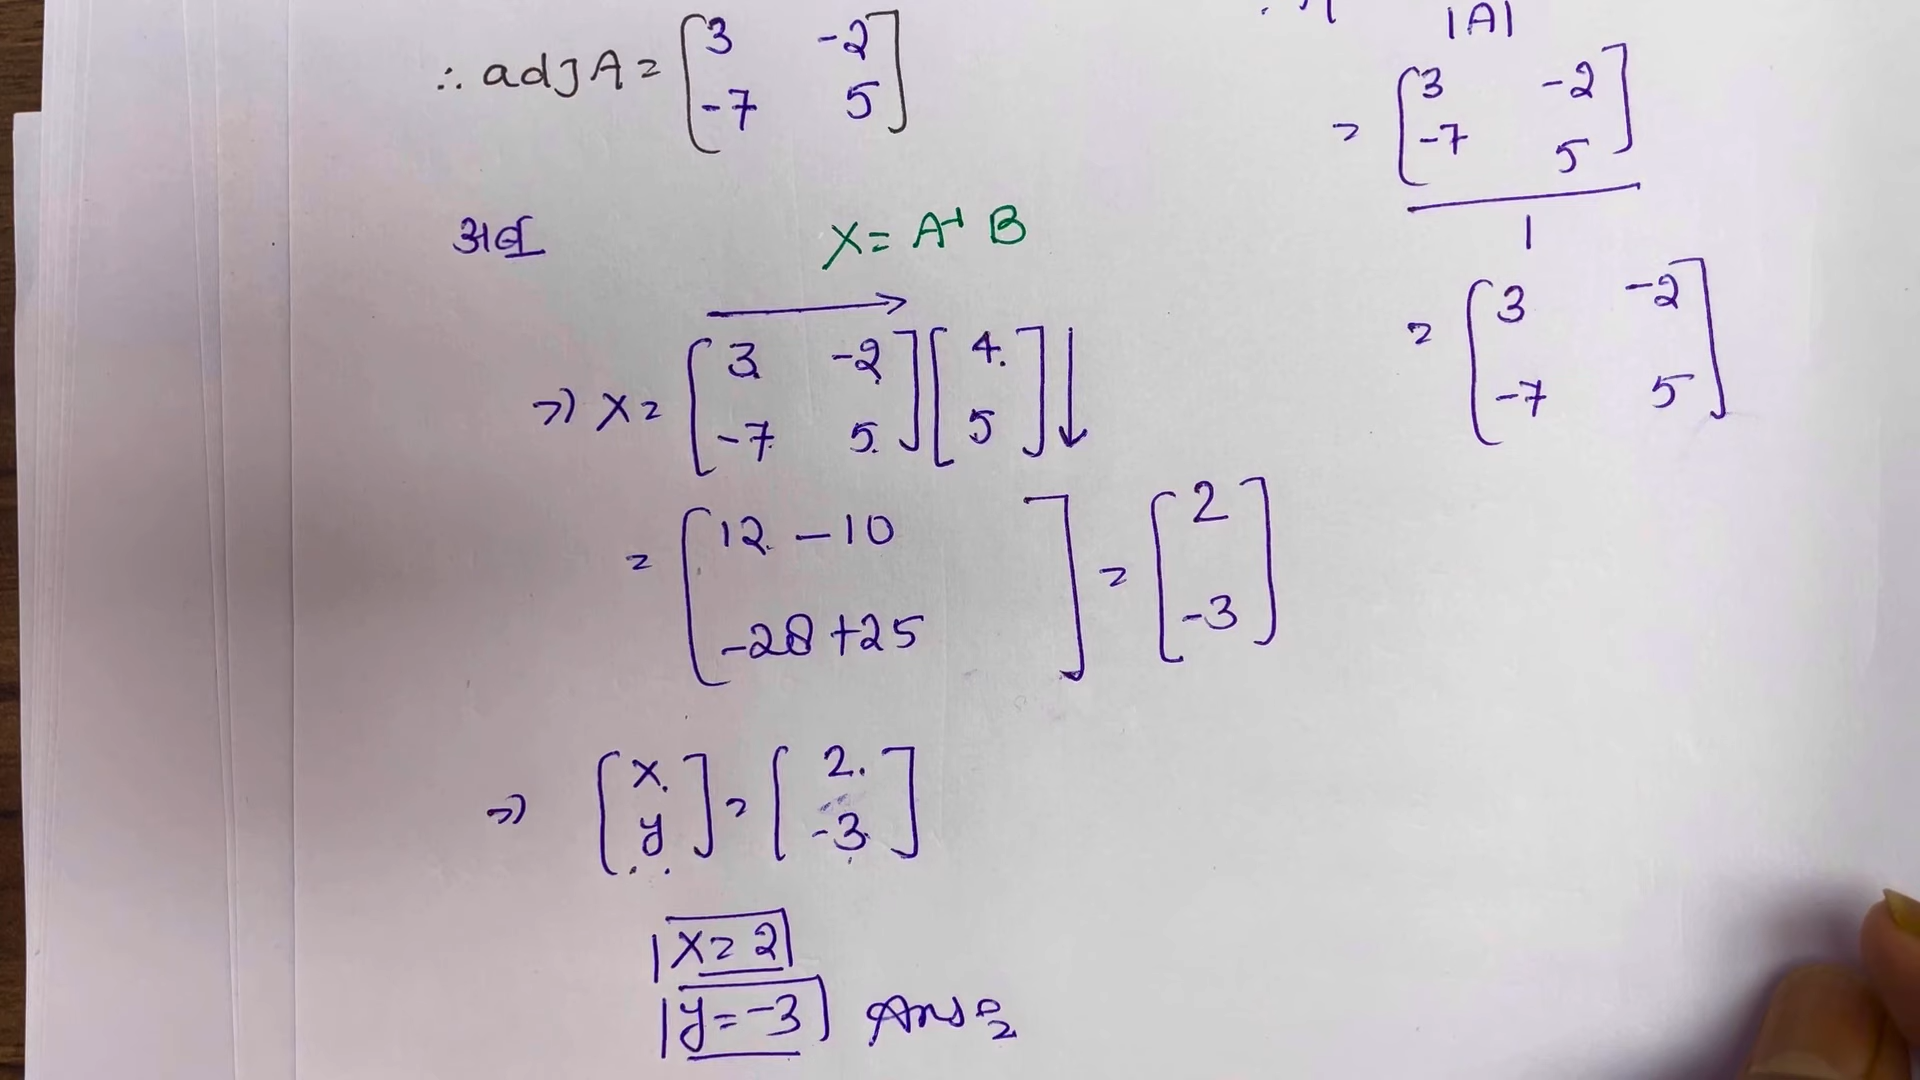 ∴ adj A = [3 -2
-7 5]
अब X = A⁻¹ B
⇒ X = [3 -2
-7 5] [4
5]
= [12 - 10
-28 + 25] = [2
-3]
⇒ [x
y] = [2
-3]
x = 2
y = -3 Ans
|A|
= [3 -2
-7 5]
1
= [3 -2
-7 5]